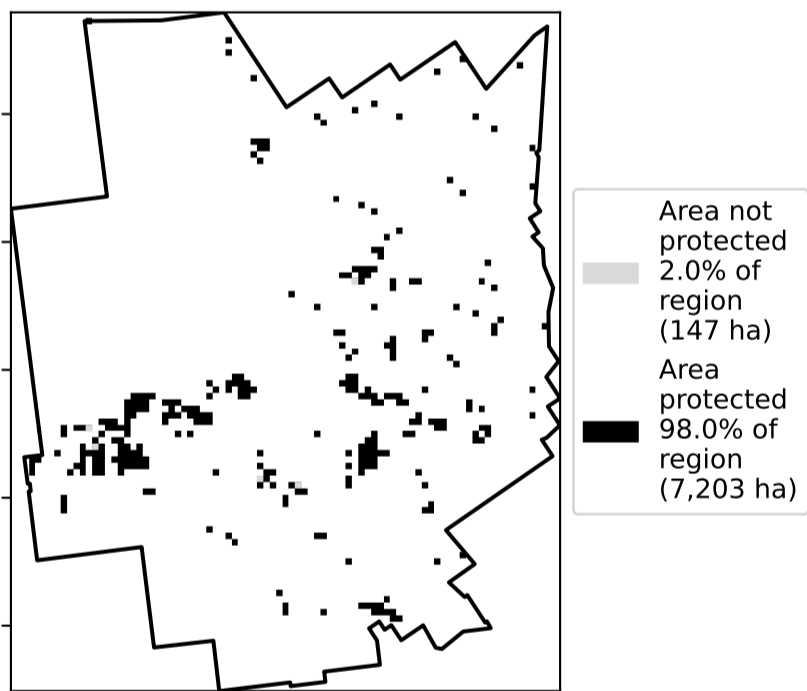 Area not
protected
2.0% of
region
(147 ha)
Area
protected
98.0% of
region
(7,203 ha)